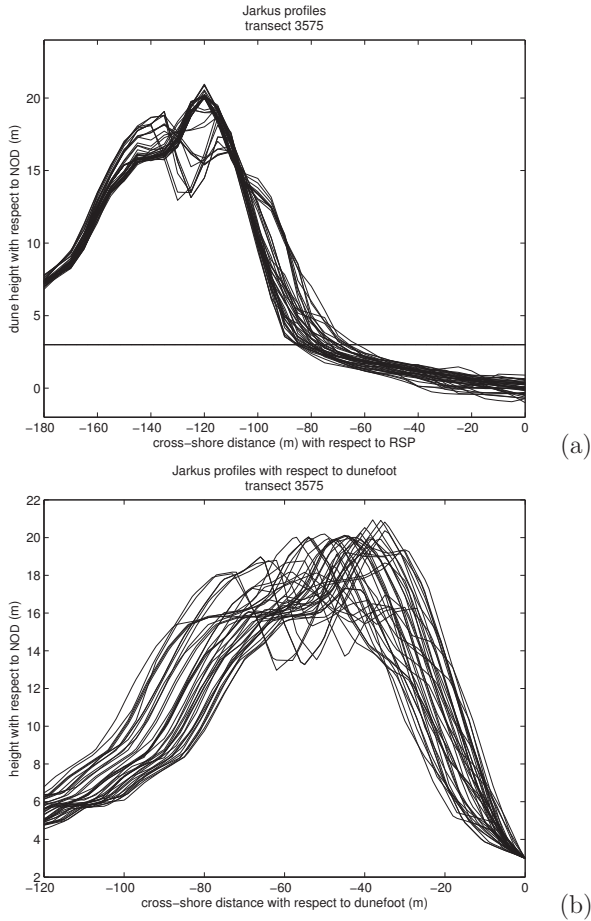 Jarkus profiles
transect 3575
20
15
10
5
0
dune height with respect to NOD (m)
−180 −160 −140 −120 −100 −80 −60 −40 −20 0
cross−shore distance (m) with respect to RSP
(a)
Jarkus profiles with respect to dunefoot
transect 3575
22
20
18
16
14
12
10
8
6
4
2
height with respect to NOD (m)
−120 −100 −80 −60 −40 −20 0
cross−shore distance with respect to dunefoot (m)
(b)